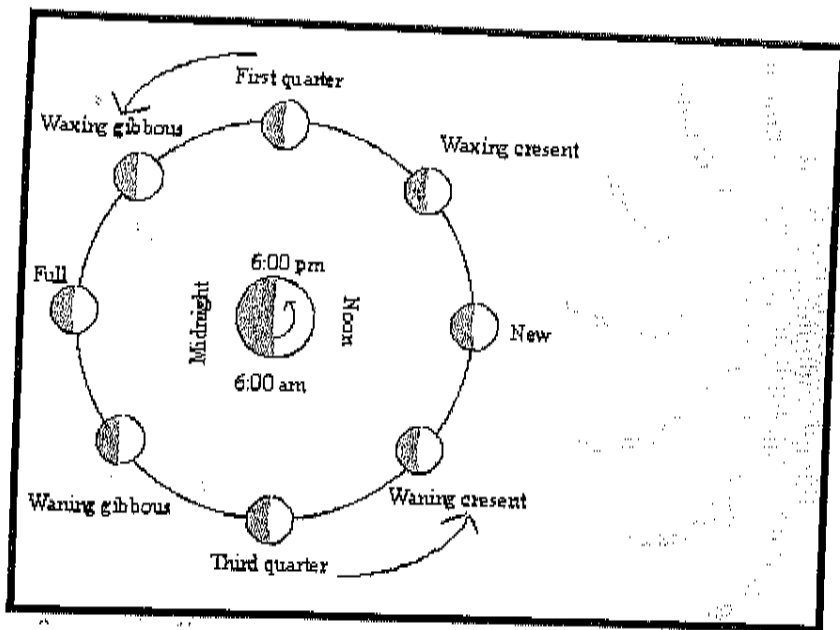 First quarter
Waxing gibbous
Waxing cresent
Full
6:00 pm
Midnight
Noon
New
6:00 am
Waning gibbous
Waning cresent
Third quarter